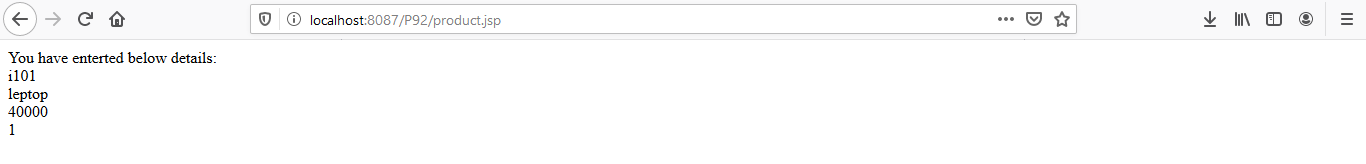 localhost:8087/P92/product.jsp
You have enterted below details:
i101
leptop
40000
1